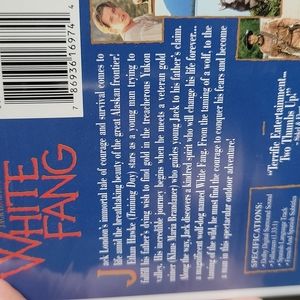 7 86936 16974 4
WHITE
FANG
Jack London's immortal tale of courage and survival comes to
life amid the breathtaking beauty of the great Alaskan frontier!
Ethan Hawke (Training Day) stars as a young man trying to
fulfill his father's dying wish to find gold in the treacherous Yukon
valley. His incredible journey begins when he meets a veteran gold
miner (Klaus Maria Brandauer) who guides young Jack to his father's claim.
Along the way, Jack discovers a kindred spirit who will change his life forever...
a magnificent wolf-dog named White Fang. From the taming of a wolf, to the
taming of the wild, we must find the courage to conquer his fears and become
a man in this spectacular outdoor adventure!
"Terrific
Entertainment...
Two Thumbs Up!"
SPECIFICATIONS: